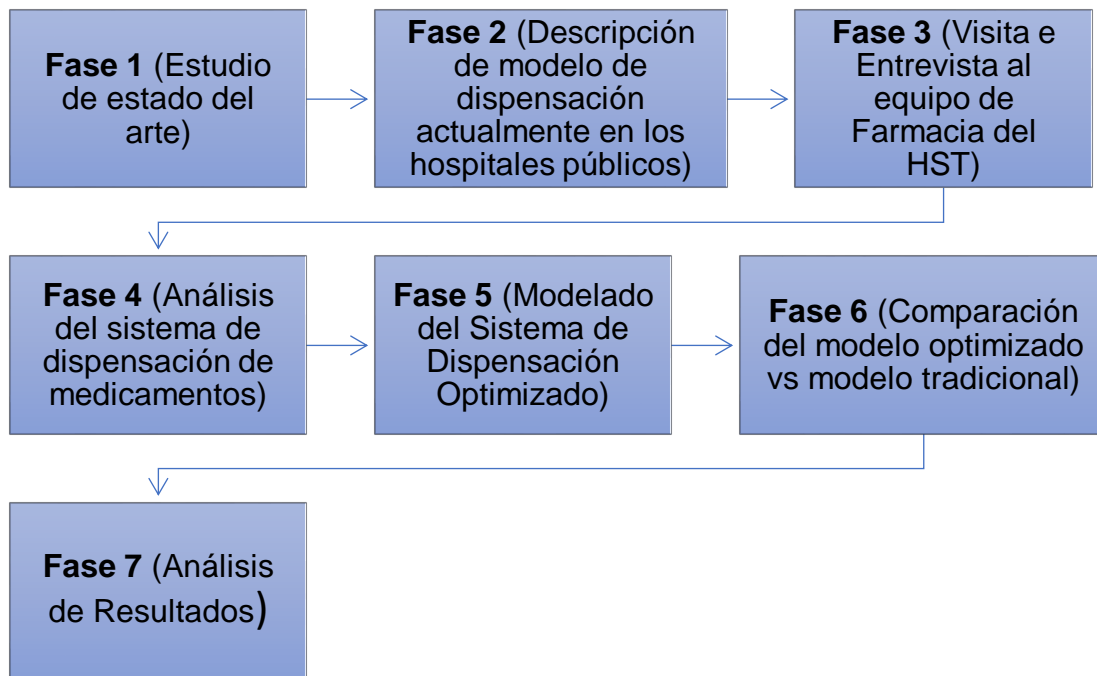 Fase 1 (Estudio
de estado del
arte)
Fase 2 (Descripción
de modelo de
dispensación
actualmente en los
hospitales públicos)
Fase 3 (Visita e
Entrevista al
equipo de
Farmacia del
HST)
Fase 4 (Análisis
del sistema de
dispensación de
medicamentos)
Fase 5 (Modelado
del Sistema de
Dispensación
Optimizado)
Fase 6 (Comparación
del modelo optimizado
vs modelo tradicional)
Fase 7 (Análisis
de Resultados)